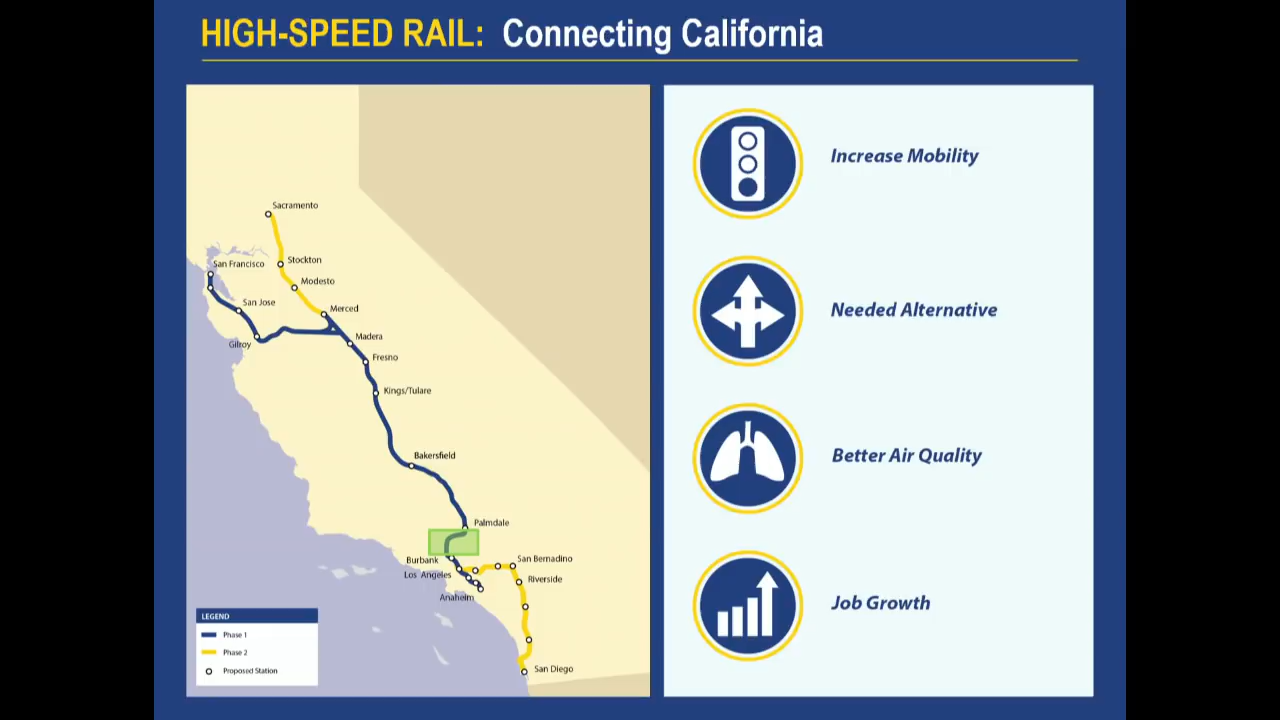 HIGH-SPEED RAIL: Connecting California
Sacramento
Stockton
San Francisco
Modesto
San Jose
Merced
Madera
Gilroy
Fresno
Kings/Tulare
Bakersfield
Palmdale
Burbank
San Bernadino
Los Angeles
Riverside
Anaheim
San Diego
LEGEND
Phase 1
Phase 2
Proposed Station
Increase Mobility
Needed Alternative
Better Air Quality
Job Growth